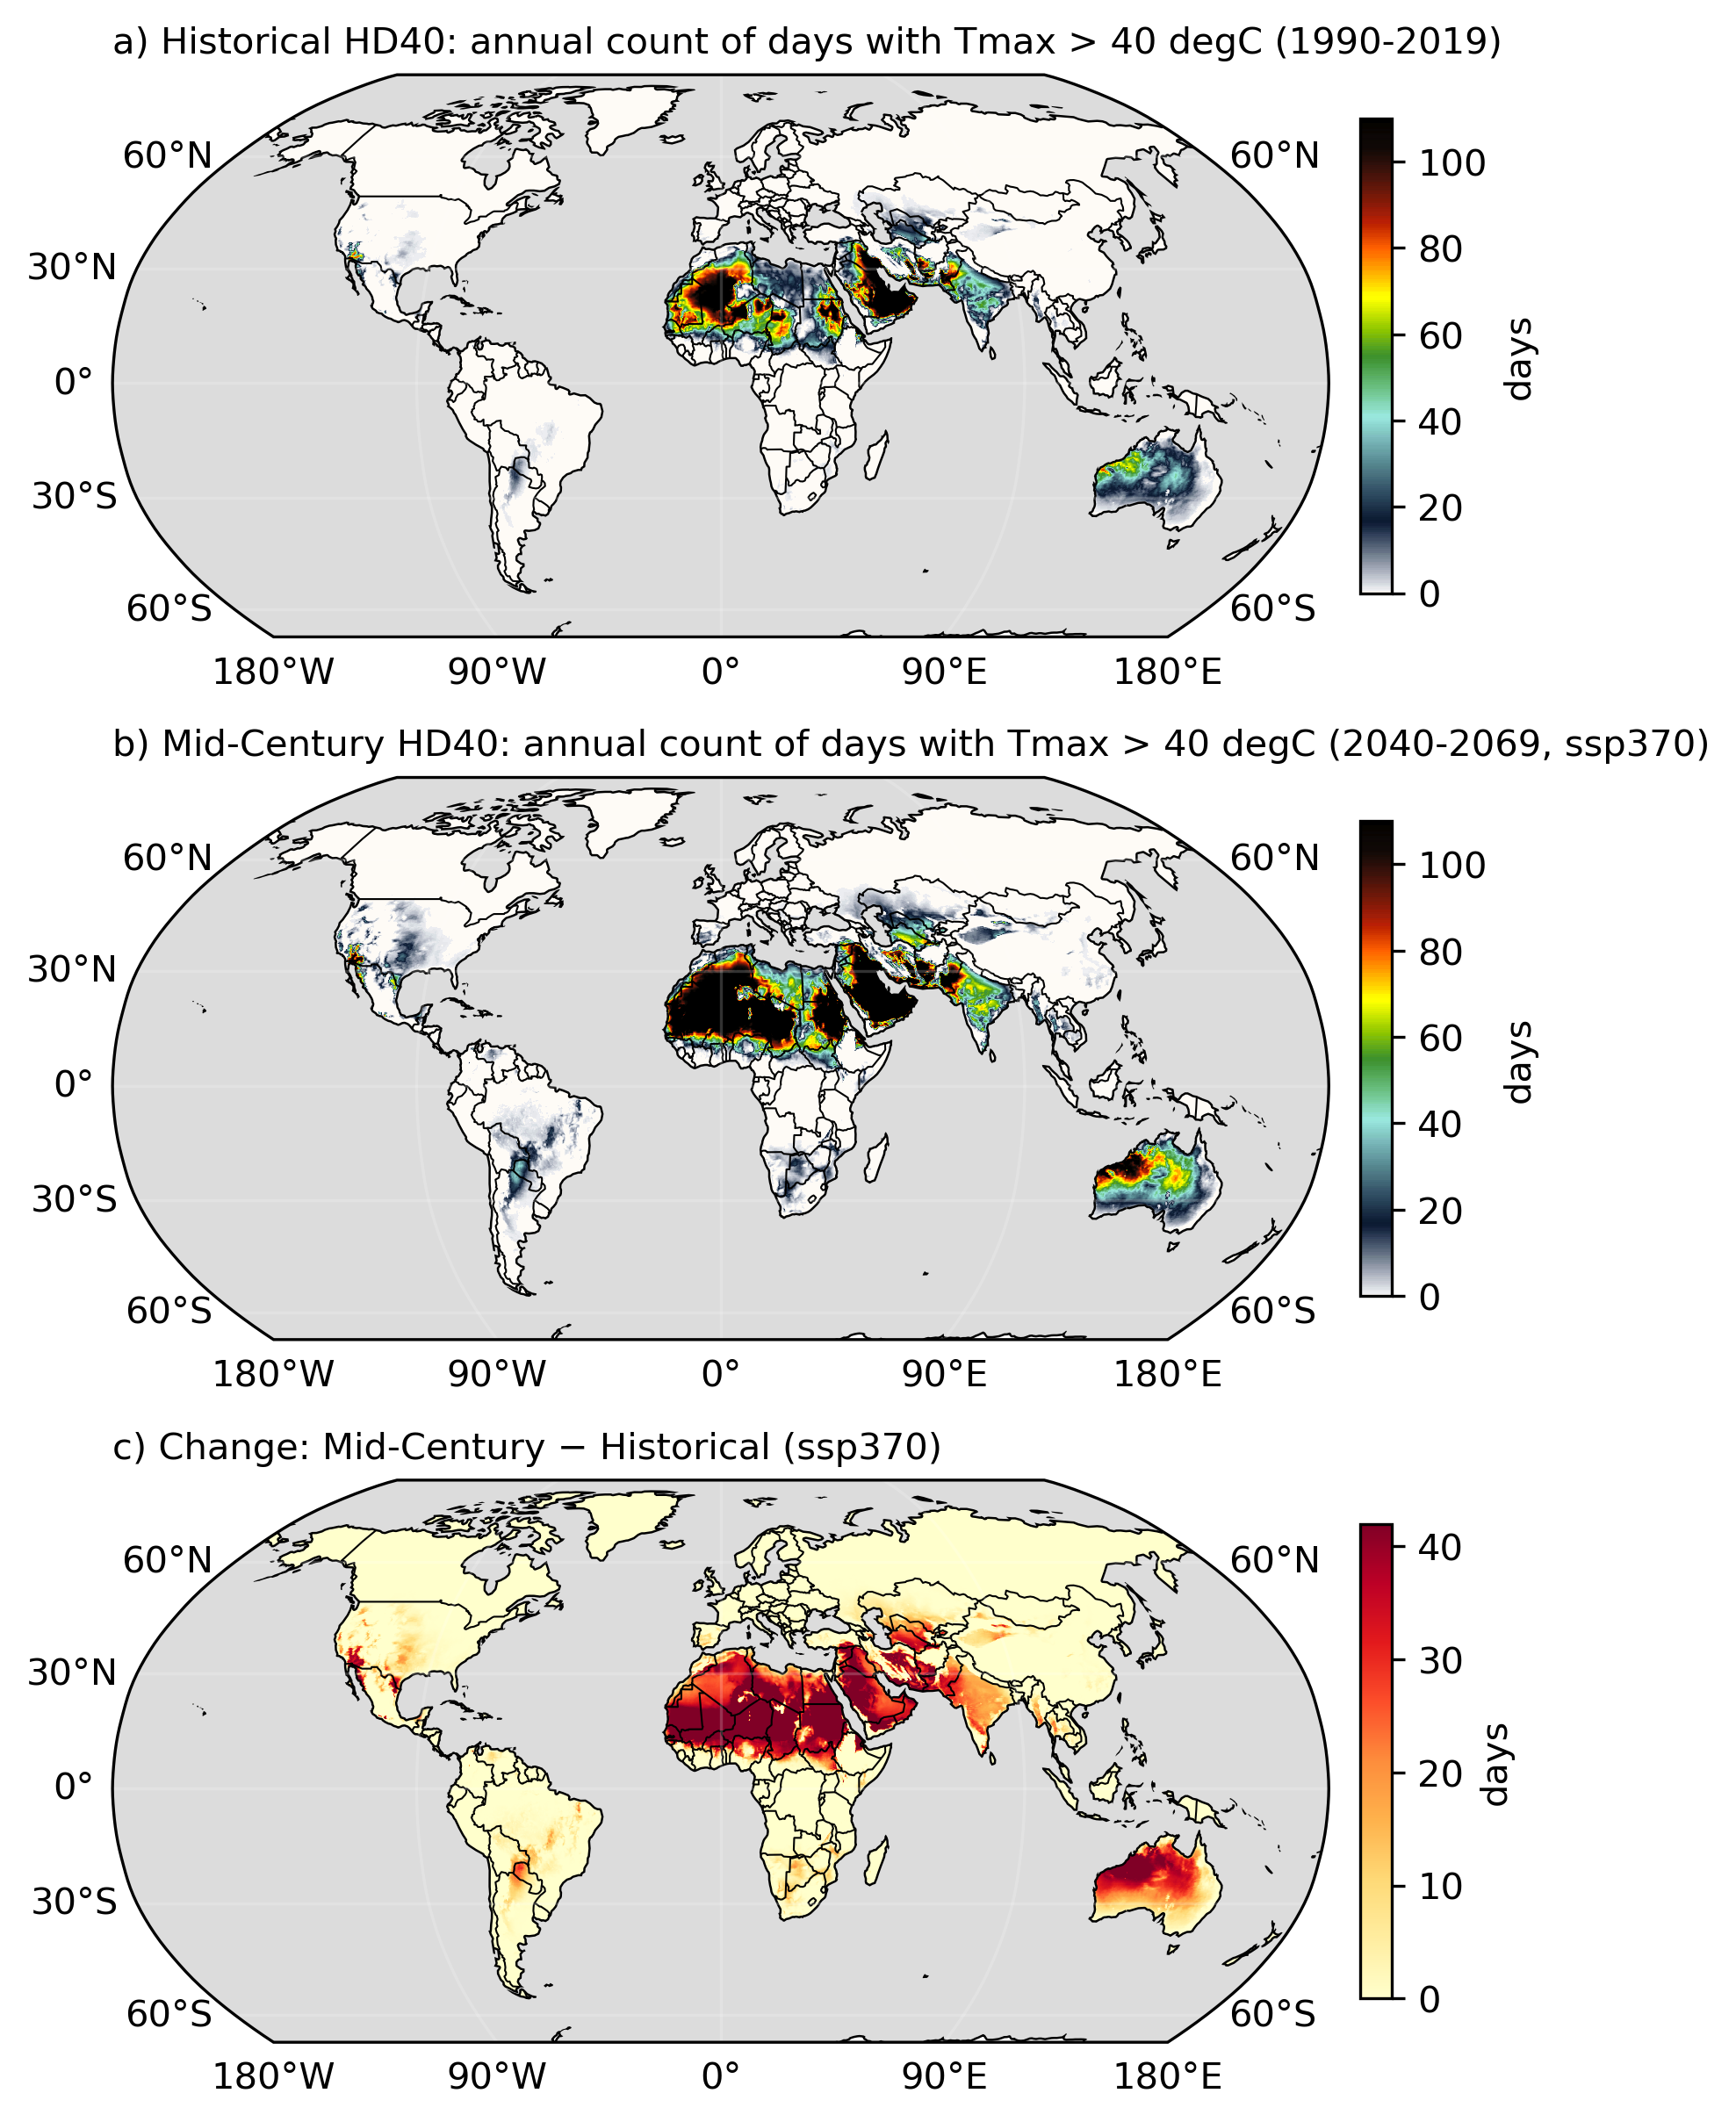 a) Historical HD40: annual count of days with Tmax > 40 degC (1990-2019)
60°N 60°N 100
30°N 80
60
0° 40
days
30°S 20
60°S 60°S 0
180°W 90°W 0° 90°E 180°E
b) Mid-Century HD40: annual count of days with Tmax > 40 degC (2040-2069, ssp370)
60°N 60°N 100
30°N 80
60
0° 40
days
30°S 20
60°S 60°S 0
180°W 90°W 0° 90°E 180°E
c) Change: Mid-Century − Historical (ssp370)
60°N 60°N 40
30°N 30
0° 20
days
30°S 10
60°S 60°S 0
180°W 90°W 0° 90°E 180°E